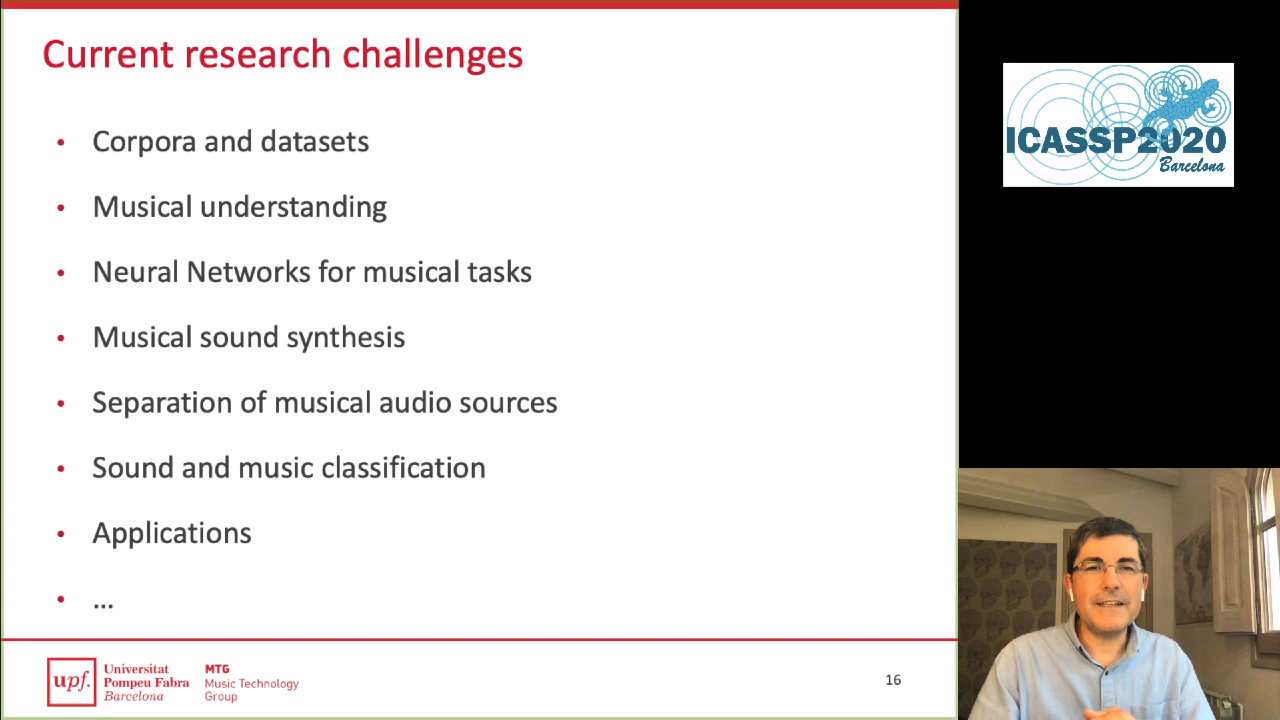 Current research challenges
• Corpora and datasets
• Musical understanding
• Neural Networks for musical tasks
• Musical sound synthesis
• Separation of musical audio sources
• Sound and music classification
• Applications
• ...
upf.
Universitat
Pompeu Fabra
Barcelona
MTG
Music Technology
Group
16
ICASSP2020
Barcelona